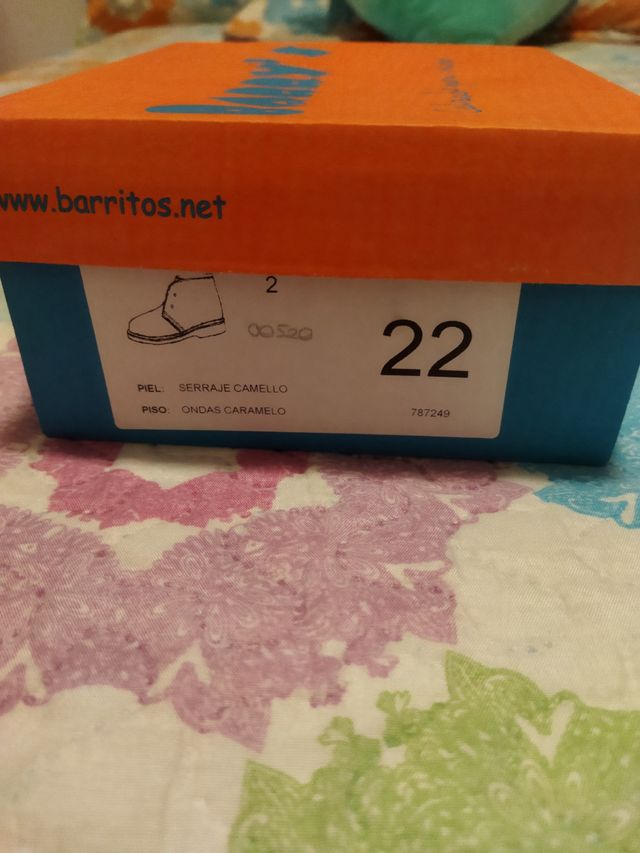 www.barritos.net
2
00520
22
PIEL: SERRAJE CAMELLO
PISO: ONDAS CARAMELO
787249